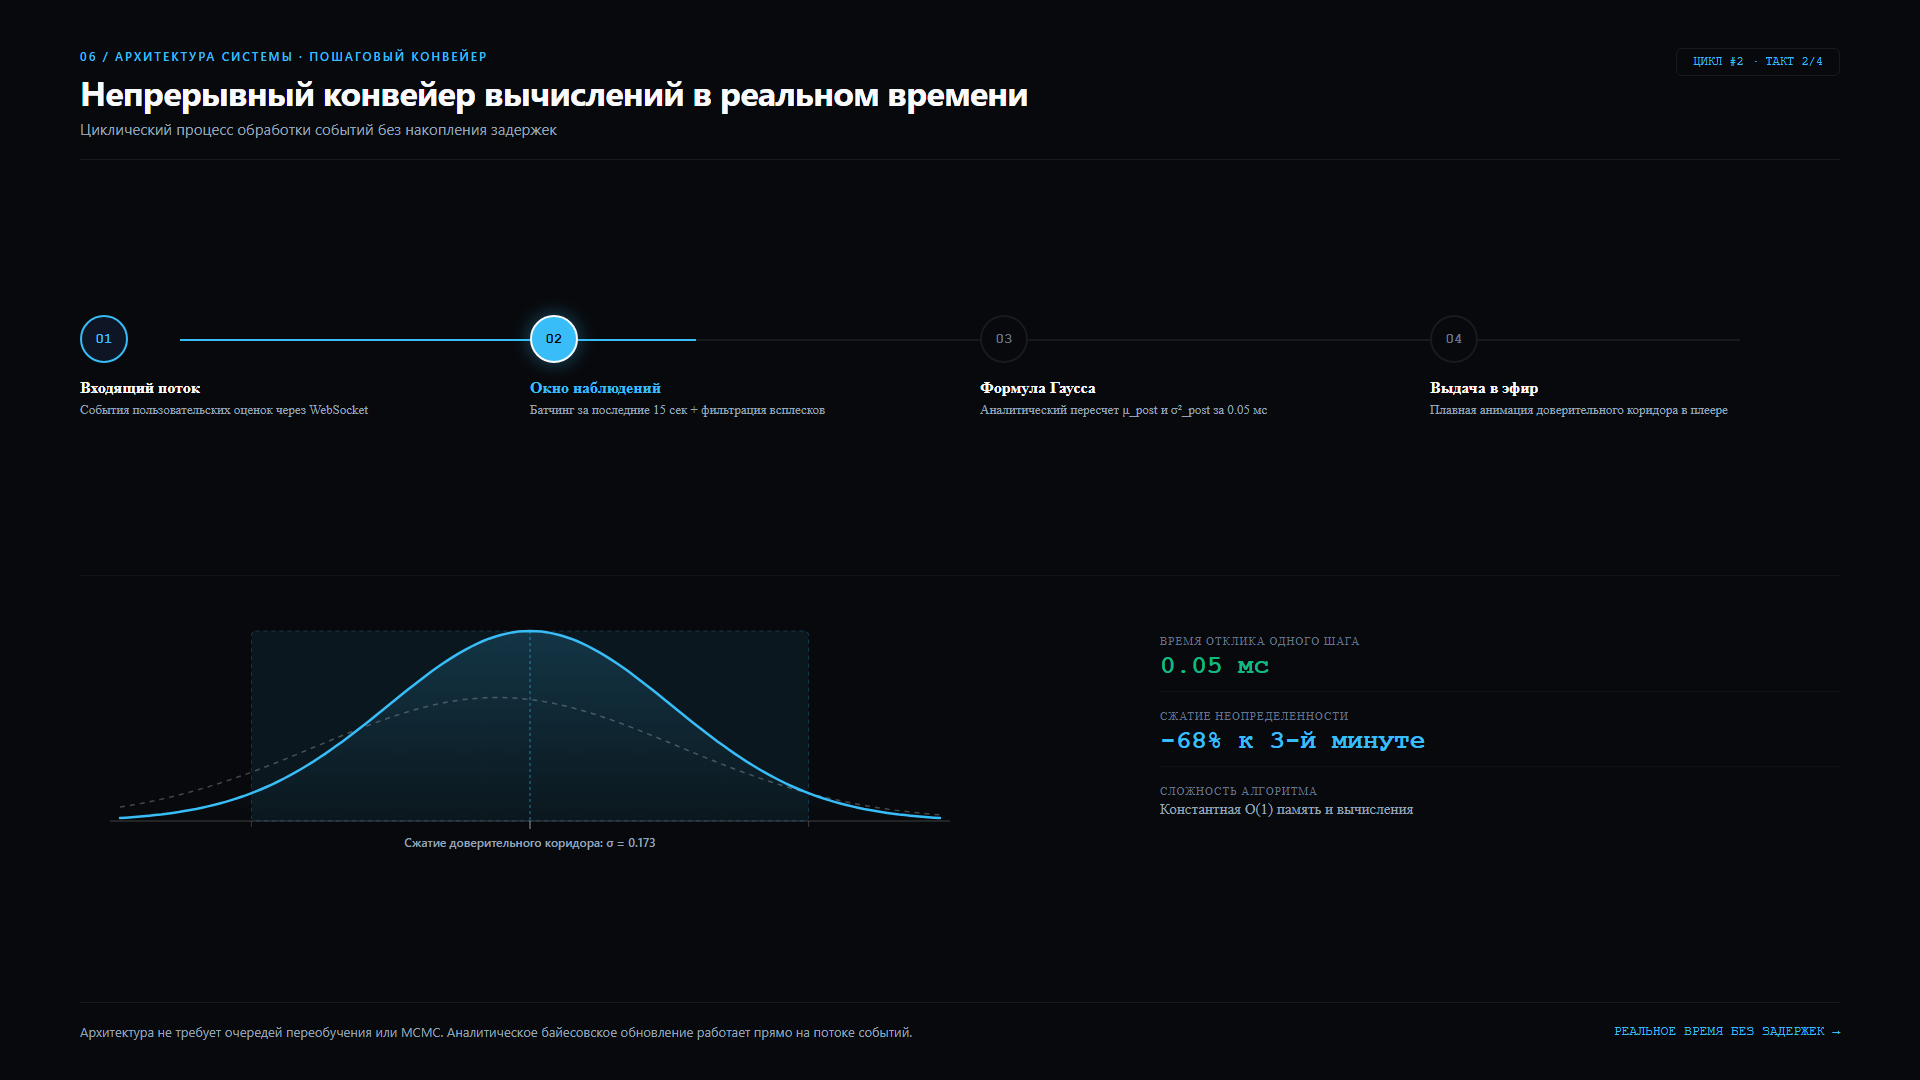 06 / АРХИТЕКТУРА СИСТЕМЫ · ПОШАГОВЫЙ КОНВЕЙЕР
ЦИКЛ #2 · ТАКТ 2/4
Непрерывный конвейер вычислений в реальном времени
Циклический процесс обработки событий без накопления задержек
01
02
03
04
Входящий поток
События пользовательских оценок через WebSocket
Окно наблюдений
Батчинг за последние 15 сек + фильтрация всплесков
Формула Гаусса
Аналитический пересчет μ_post и σ²_post за 0.05 мс
Выдача в эфир
Плавная анимация доверительного коридора в плеере
Сжатие доверительного коридора: σ = 0.173
ВРЕМЯ ОТКЛИКА ОДНОГО ШАГА
0.05 мс
СЖАТИЕ НЕОПРЕДЕЛЕННОСТИ
-68% к 3-й минуте
СЛОЖНОСТЬ АЛГОРИТМА
Константная O(1) память и вычисления
Архитектура не требует очередей переобучения или MCMC. Аналитическое байесовское обновление работает прямо на потоке событий.
РЕАЛЬНОЕ ВРЕМЯ БЕЗ ЗАДЕРЖЕК →